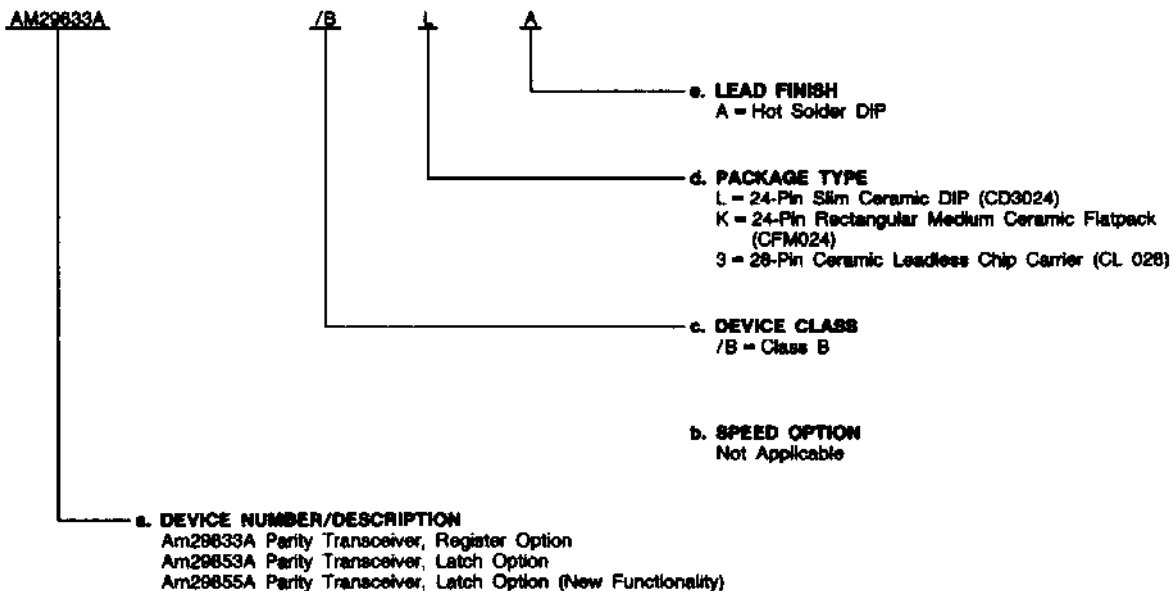 AM29833A /B L A
e. LEAD FINISH
A = Hot Solder DIP
d. PACKAGE TYPE
L = 24-Pin Slim Ceramic DIP (CD3024)
K = 24-Pin Rectangular Medium Ceramic Flatpack
(CFM024)
3 = 28-Pin Ceramic Leadless Chip Carrier (CL 028)
c. DEVICE CLASS
/B = Class B
b. SPEED OPTION
Not Applicable
a. DEVICE NUMBER/DESCRIPTION
Am29833A Parity Transceiver, Register Option
Am29853A Parity Transceiver, Latch Option
Am29855A Parity Transceiver, Latch Option (New Functionality)